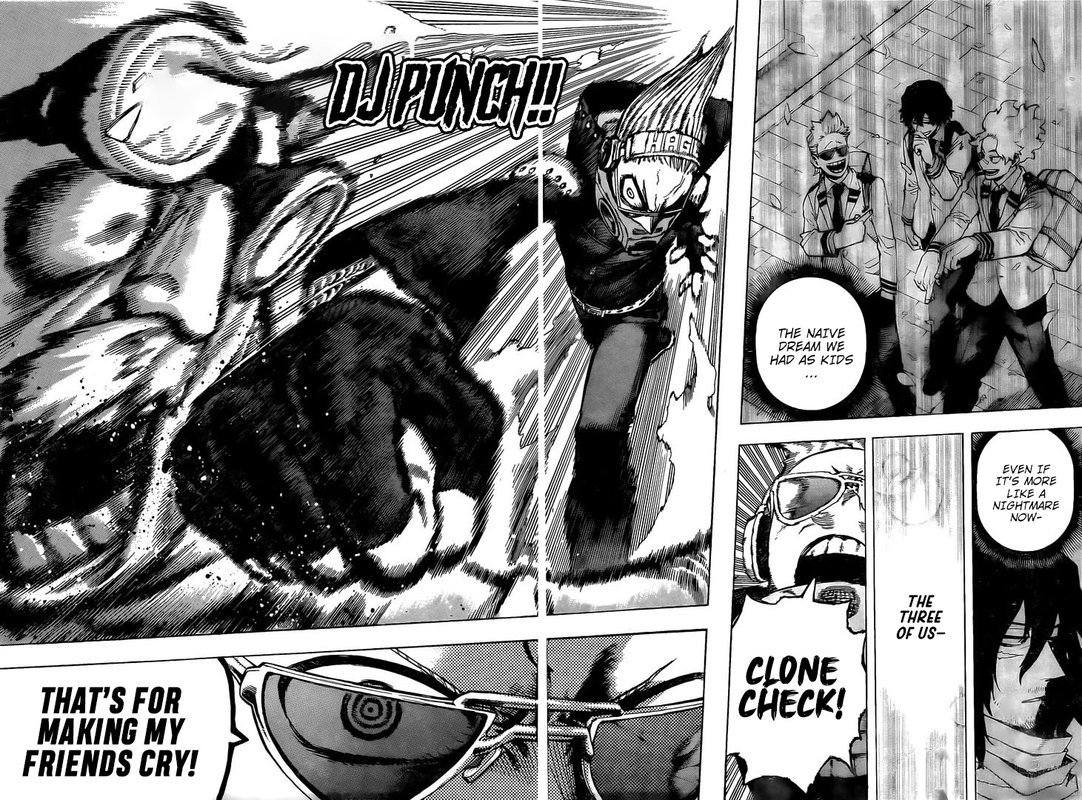 THE NAIVE
DREAM WE
HAD AS KIDS
...
EVEN IF
IT'S MORE
LIKE A
NIGHTMARE
NOW-
THE
THREE
OF US—
CLONE
CHECK!
DJ PUNCH!!
THAT'S FOR
MAKING MY
FRIENDS CRY!